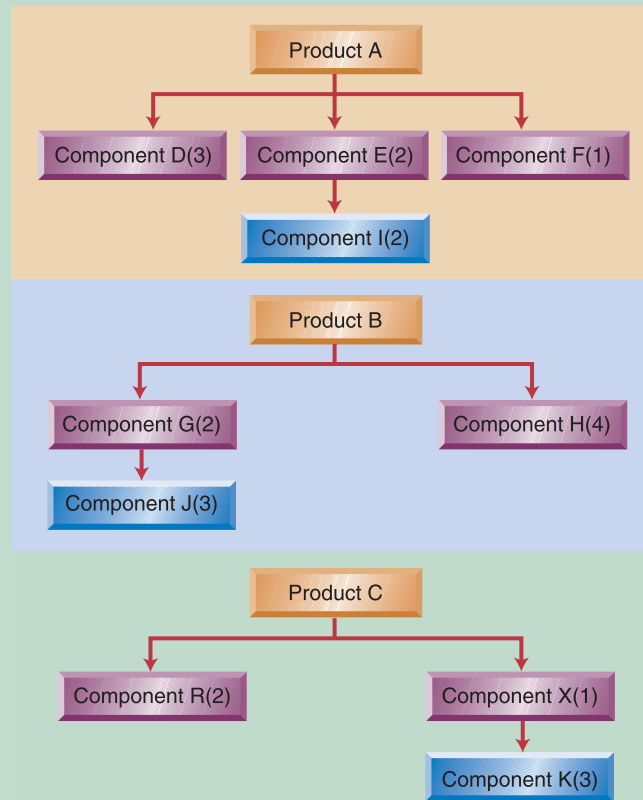 Product A
Component D(3)
Component E(2)
Component F(1)
Component I(2)
Product B
Component G(2)
Component H(4)
Component J(3)
Product C
Component R(2)
Component X(1)
Component K(3)